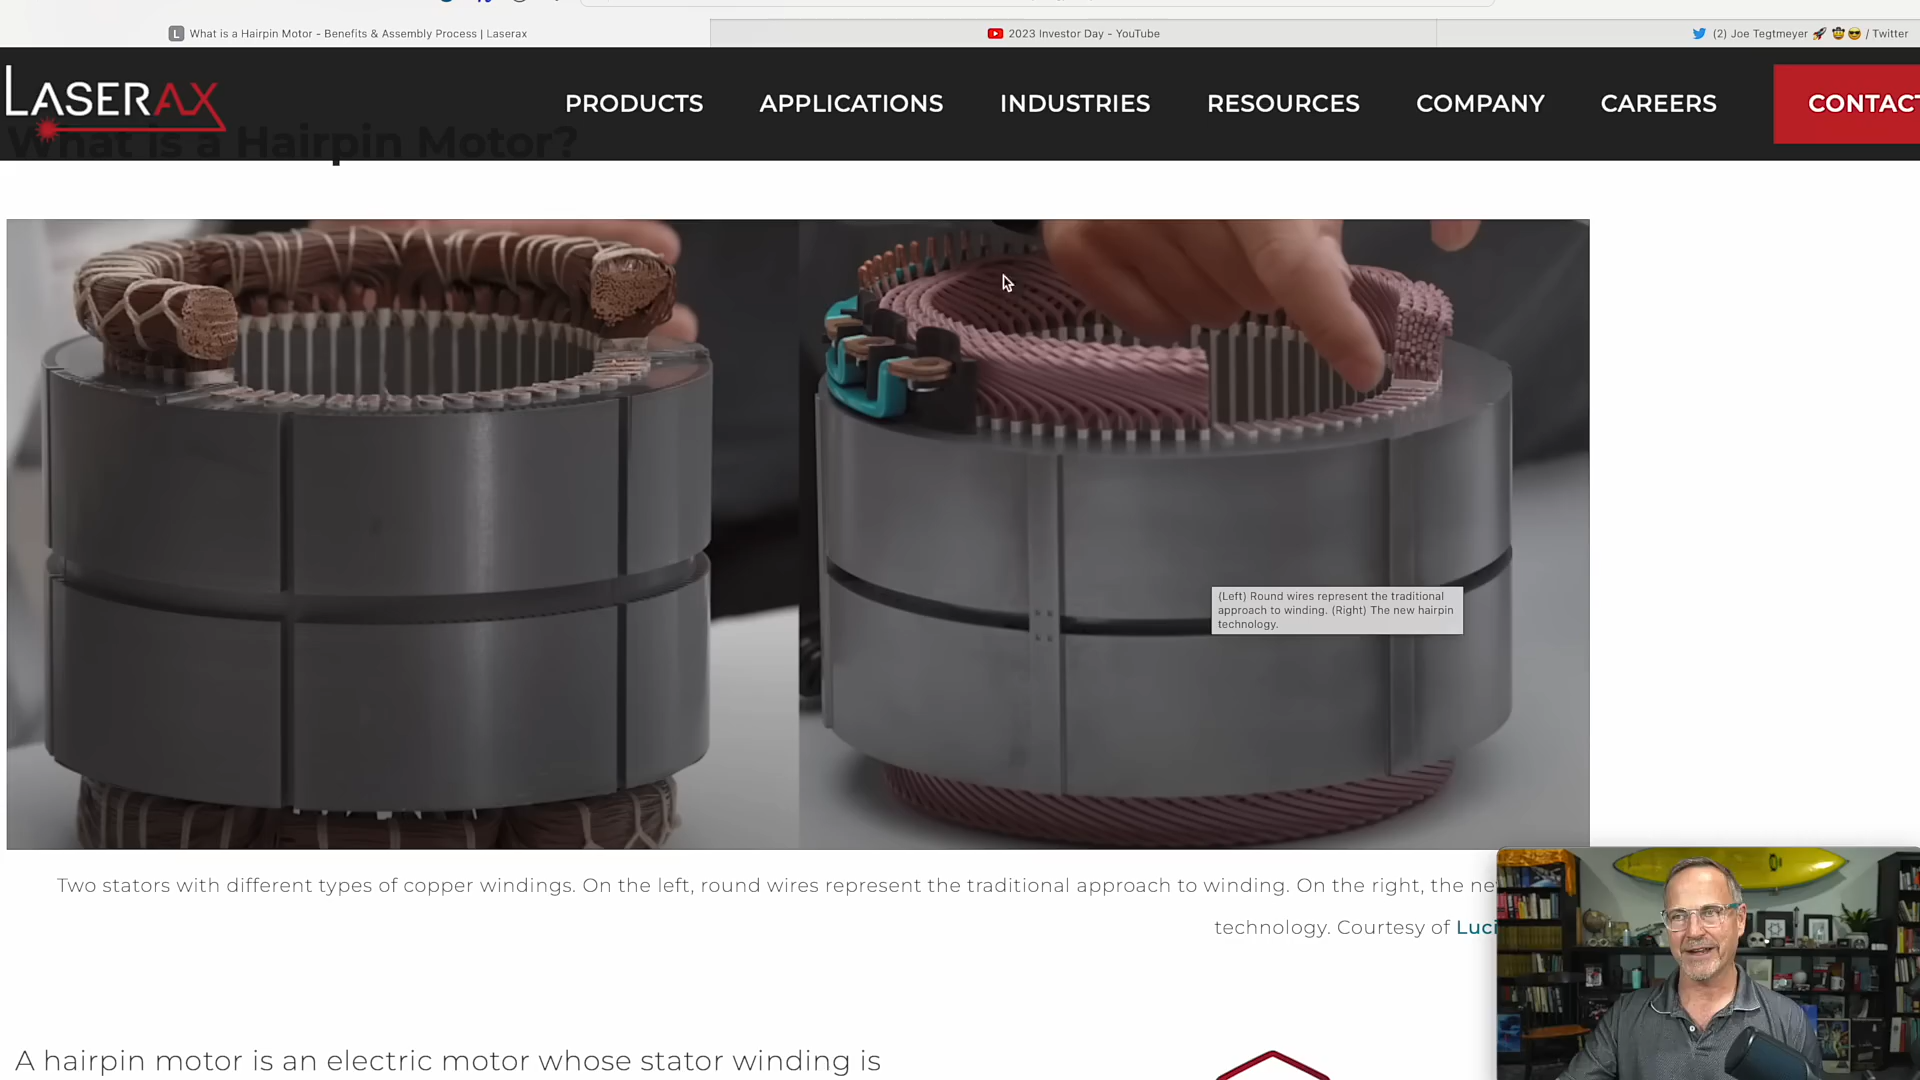 What is a Hairpin Motor - Benefits & Assembly Process | Laserax
2023 Investor Day - YouTube
(2) Joe Tegtmeyer 🚀 🤠 😎 / Twitter
LASERAX
PRODUCTS
APPLICATIONS
INDUSTRIES
RESOURCES
COMPANY
CAREERS
CONTACT
What is a Hairpin Motor?
(Left) Round wires represent the traditional
approach to winding. (Right) The new hairpin
technology.
Two stators with different types of copper windings. On the left, round wires represent the traditional approach to winding. On the right, the ne
technology. Courtesy of Luci
A hairpin motor is an electric motor whose stator winding is